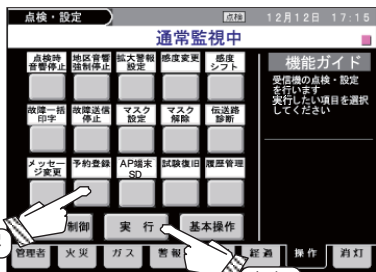 点検・設定
点検
12月12日 17:15
通常監視中
点検時
音響停止
地区音響
強制停止
拡大警報
設定
感度変更
感度
シフト
機能ガイド
受信機の点検・設定
を行います
実行したい項目を選択
してください
故障一括
印字
故障送信
停止
マスク
設定
マスク
解除
伝送路
診断
メッセー
ジ変更
予約登録
AP端末
SD
試験復旧
履歴管理
制御
実 行
基本操作
管理者
火災
ガス
警報
経過
操作
消灯